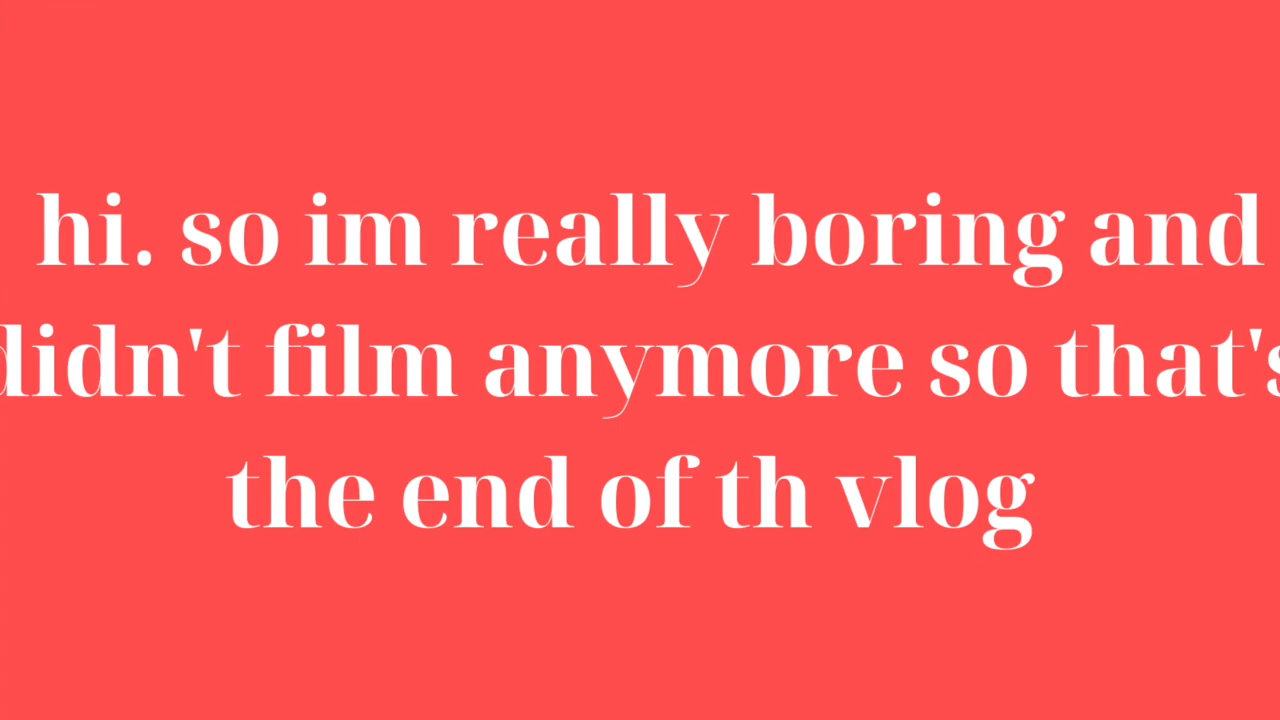 hi. so im really boring and
didn't film anymore so that's
the end of th vlog